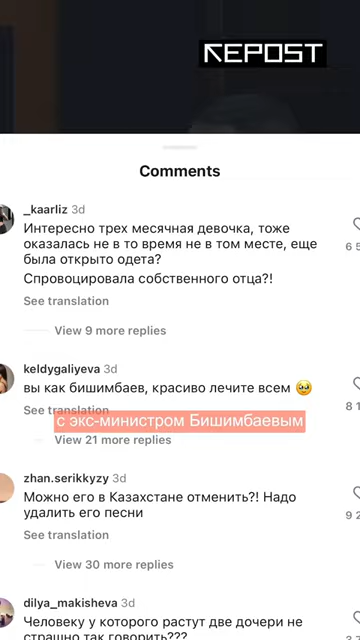 REPOST
Comments
_kaarliz 3d
Интересно трех месячная девочка, тоже
оказалась не в то время не в том месте, еще
была открыто одета?
Спровоцировала собственного отца?!
See translation
View 9 more replies
keldygaliyeva 3d
вы как бишимбаев, красиво лечите всем 🥹
See translation
с экс-министром Бишимбаевым
View 21 more replies
zhan.serikkyzy 3d
Можно его в Казахстане отменить?! Надо
удалить его песни
See translation
View 30 more replies
dilya_makisheva 3d
Человеку у которого растут две дочери не
страшно так говорить???